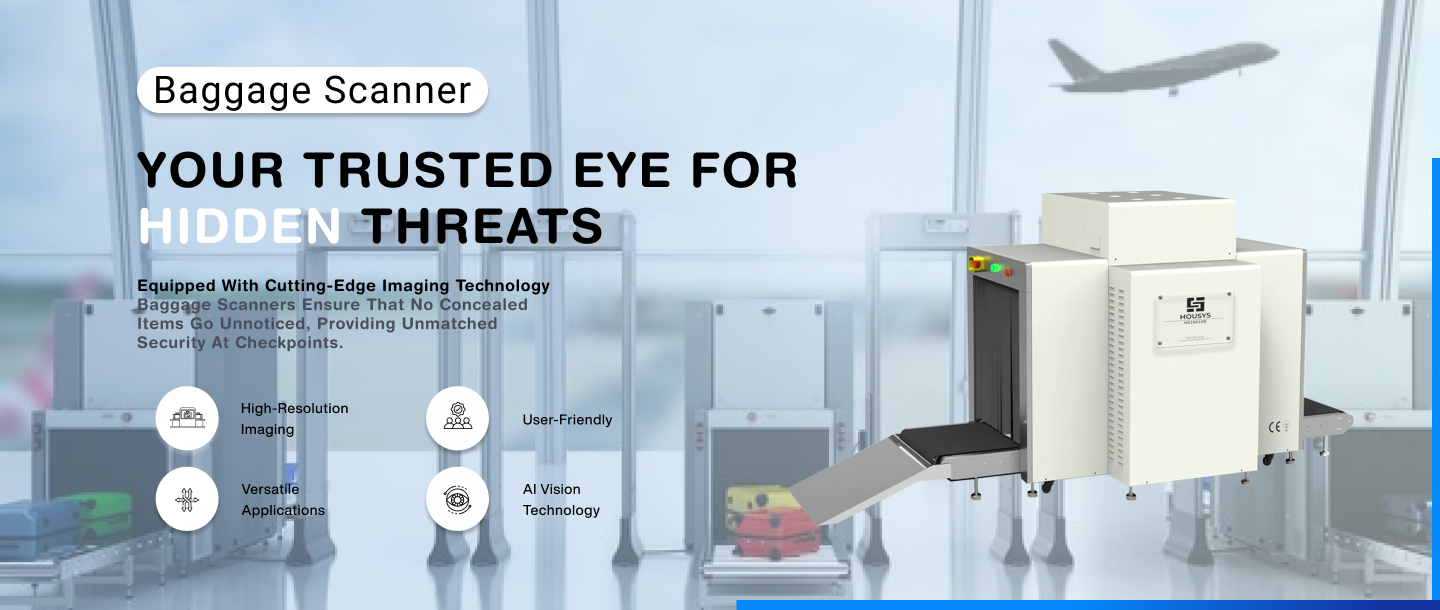 Baggage Scanner
YOUR TRUSTED EYE FOR
HIDDEN THREATS
Equipped With Cutting-Edge Imaging Technology
Baggage Scanners Ensure That No Concealed
Items Go Unnoticed, Providing Unmatched
Security At Checkpoints.
High-Resolution
Imaging
User-Friendly
Versatile
Applications
AI Vision
Technology
HOUSYS
CE